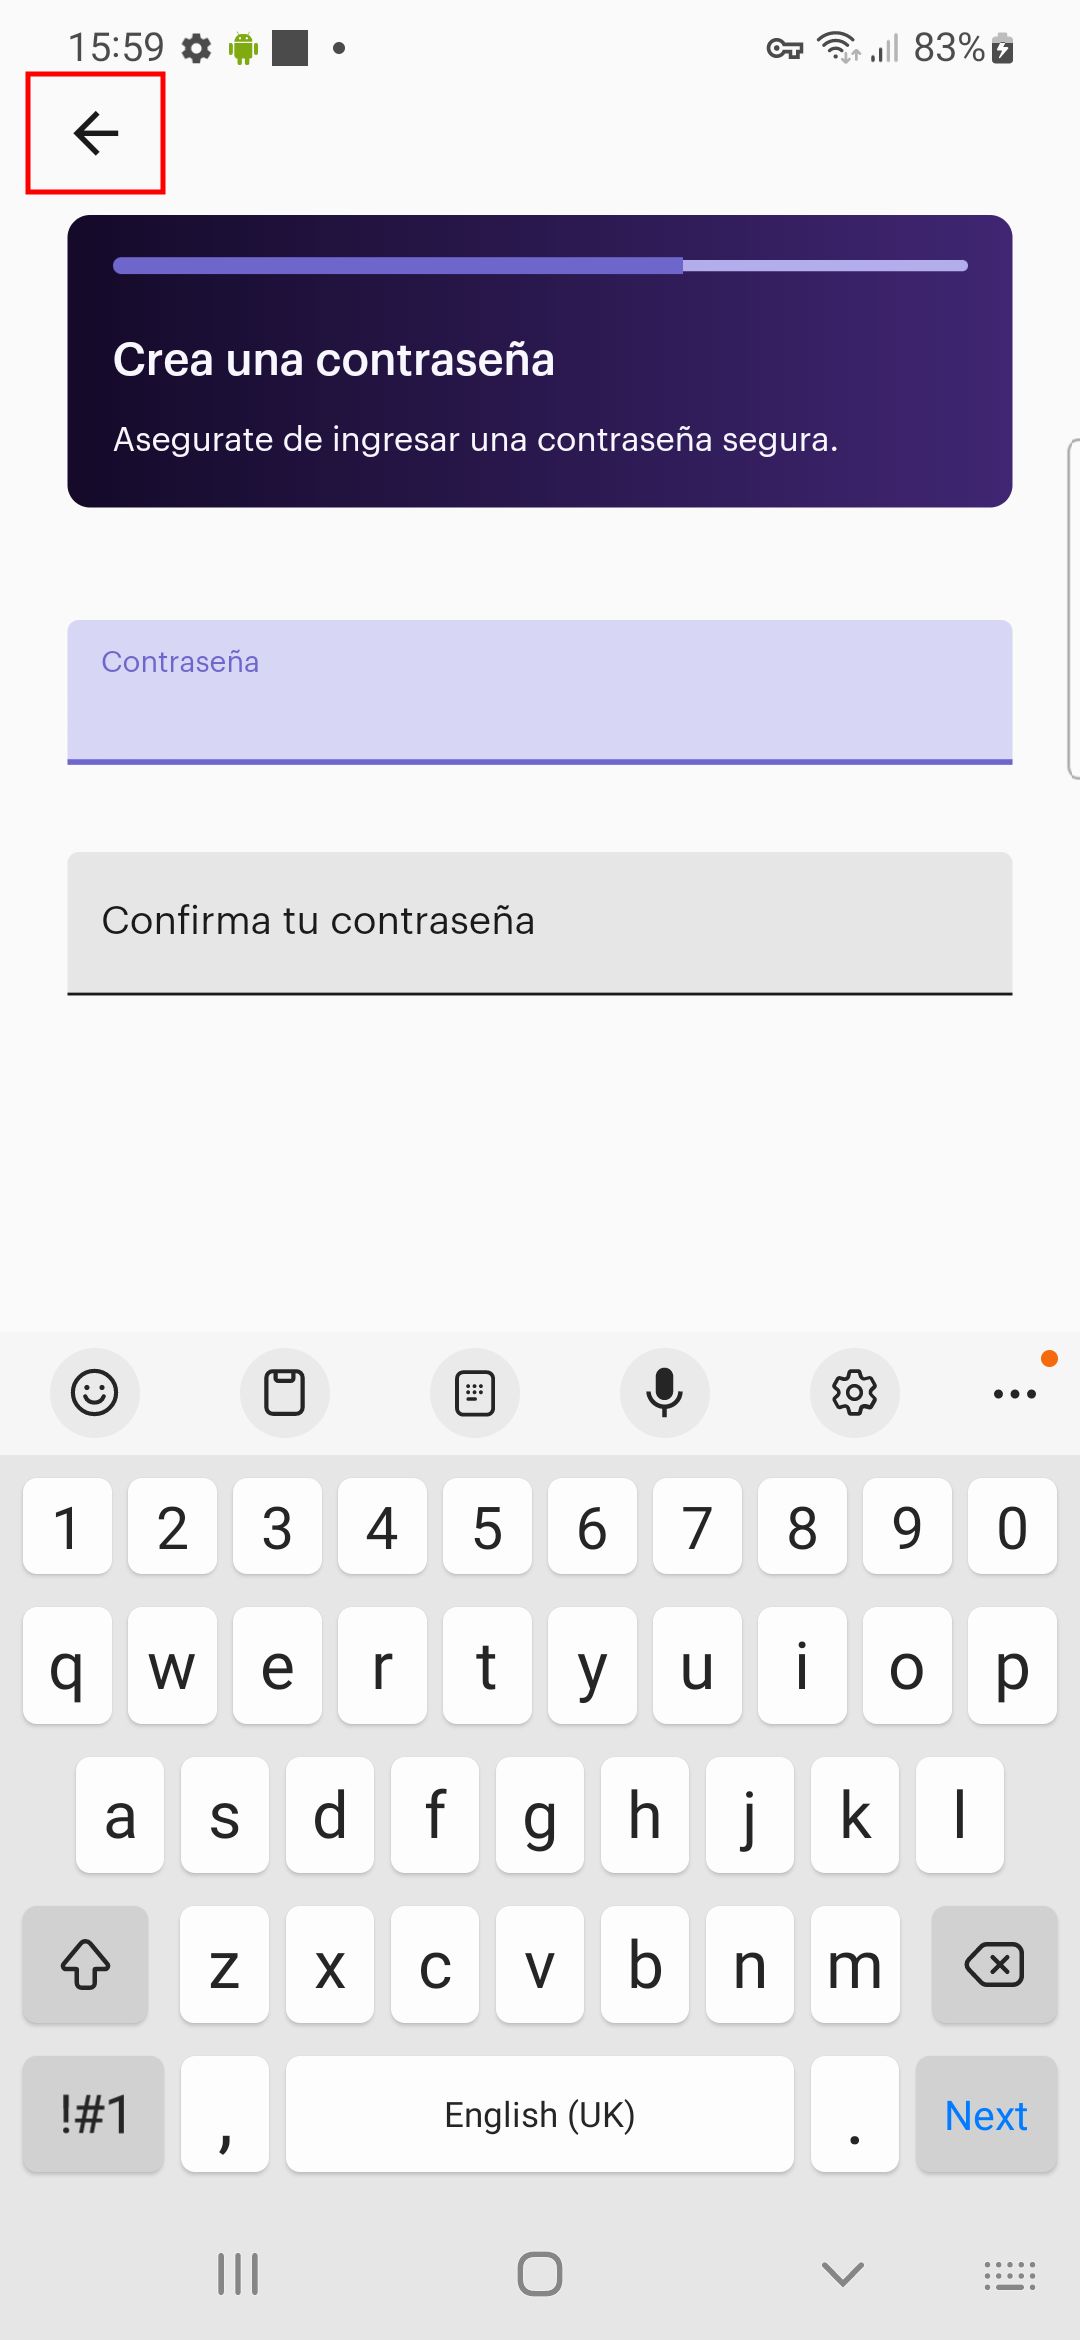 15:59 83%
Crea una contraseña
Asegurate de ingresar una contraseña segura.
Contraseña
Confirma tu contraseña
1 2 3 4 5 6 7 8 9 0
q w e r t y u i o p
a s d f g h j k l
z x c v b n m
!#1 , English (UK) . Next